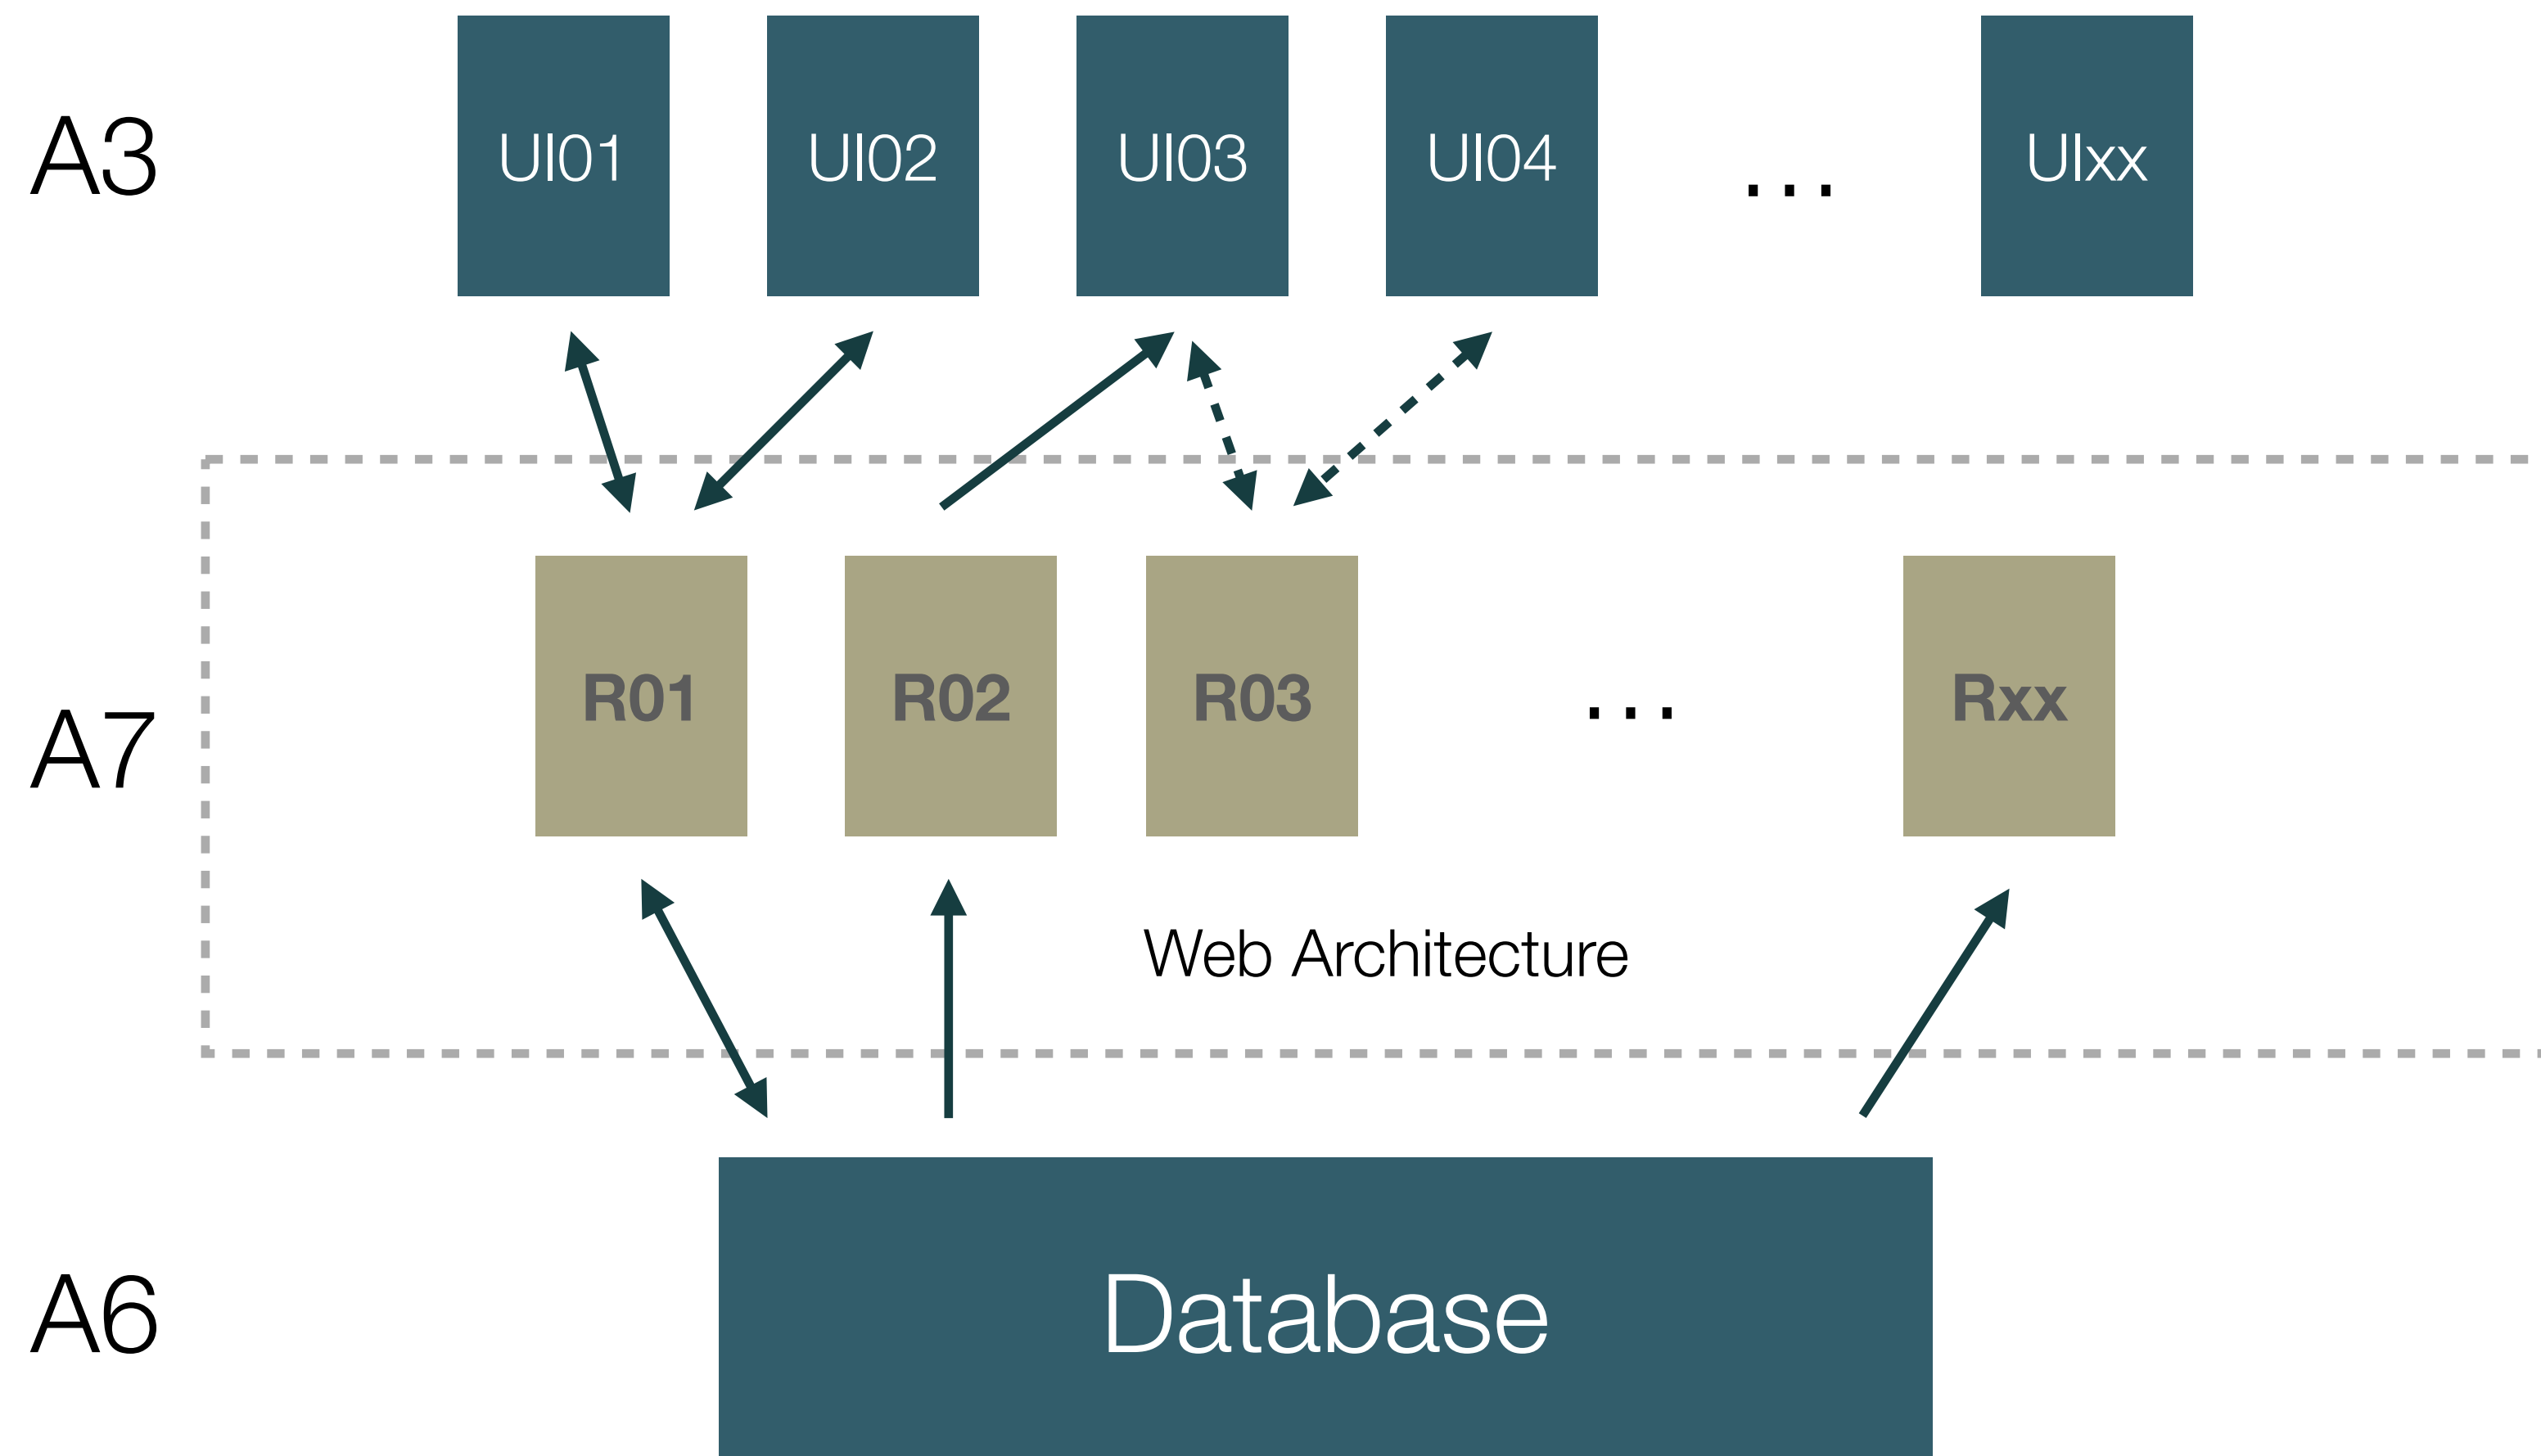 A3
UI01
UI02
UI03
UI04
...
UIxx
A7
R01
R02
R03
...
Rxx
Web Architecture
A6
Database